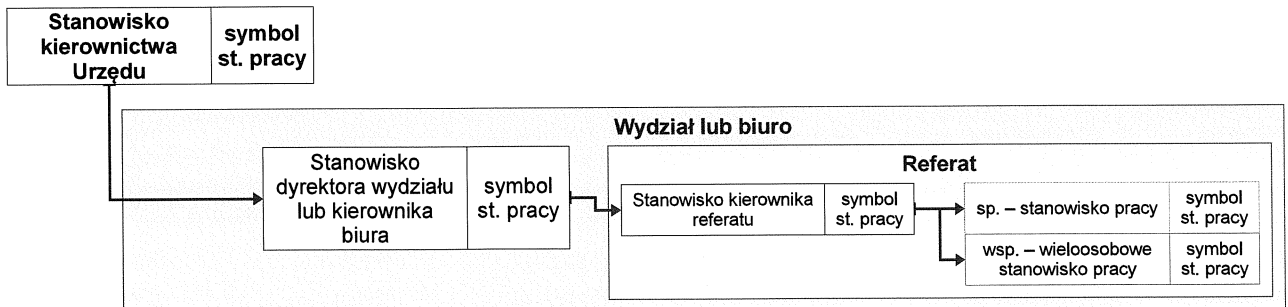 Stanowisko
kierownictwa
Urzędu
symbol
st. pracy
Wydział lub biuro
Stanowisko
dyrektora wydziału
lub kierownika
biura
symbol
st. pracy
Referat
Stanowisko kierownika
referatu
symbol
st. pracy
sp. – stanowisko pracy
symbol
st. pracy
wsp. – wieloosobowe
stanowisko pracy
symbol
st. pracy